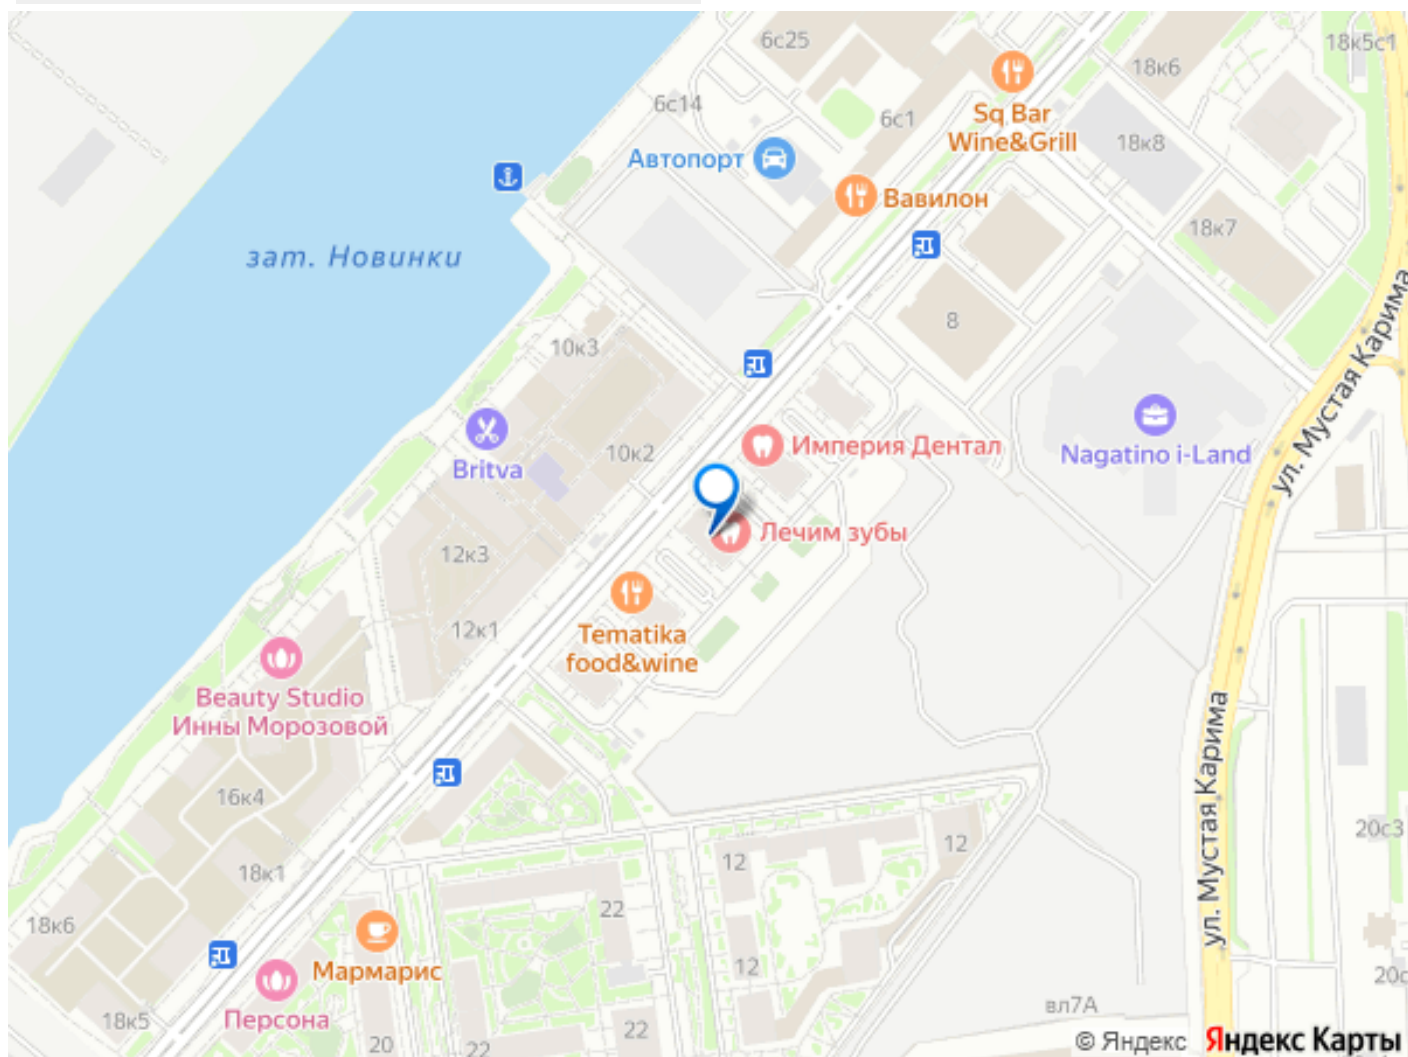 6с25
18к5с1
18к6
6с14
6с1
Sq Bar
Wine&Grill
18к8
Автопорт
Вавилон
18к7
зат. Новинки
8
10к3
ул. Мустая Карима
Britva
10к2
Империя Дентал
Nagatino i-Land
12к3
Лечим зубы
12к1
Tematika
food&wine
Beauty Studio
Инны Морозовой
ул. Мустая Карима
16к4
20с3
12
12
18к1
22
18к6
Мармарис
12
18к5
Персона
20
22
22
вл7А
© Яндекс
Яндекс Карты